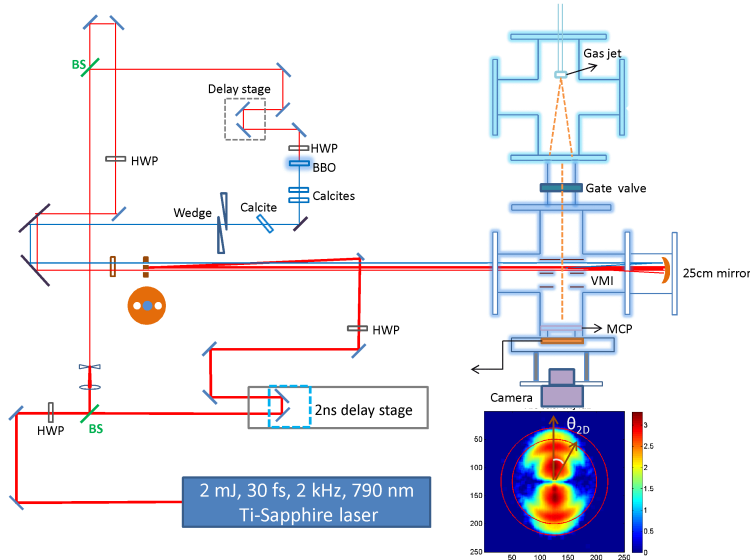 BS
Delay stage
HWP
HWP
BBO
Calcites
Calcite
Wedge
Gas jet
Gate valve
25cm mirror
VMI
MCP
HWP
Camera
HWP
BS
2ns delay stage
2 mJ, 30 fs, 2 kHz, 790 nm
Ti-Sapphire laser
θ2D
50
100
150
200
250
50
100
150
200
250
3
2.5
2
1.5
1
0.5
0